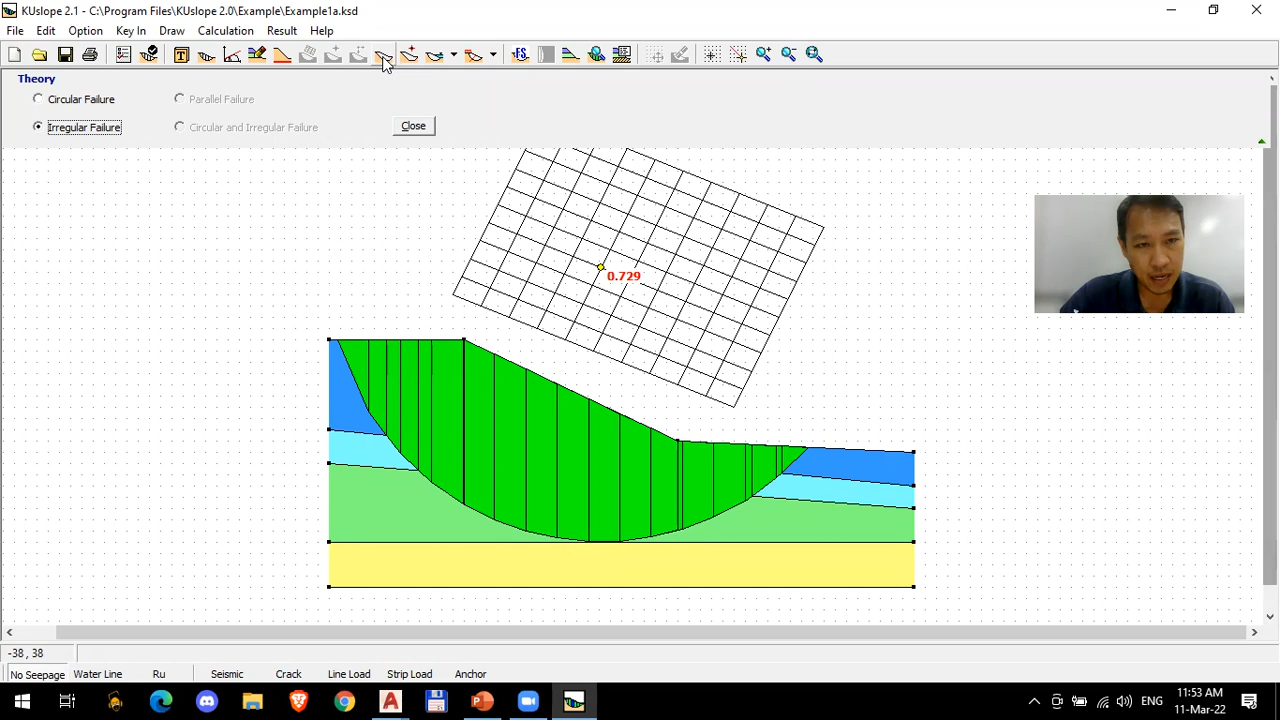 KUslope 2.1 - C:\Program Files\KUslope 2.0\Example\Example1a.ksd
File Edit Option Key In Draw Calculation Result Help
T FS
Theory
Circular Failure Parallel Failure
Irregular Failure Circular and Irregular Failure Close
0.729
-38, 38
No Seepage Water Line Ru Seismic Crack Line Load Strip Load Anchor
ENG 11:53 AM
11-Mar-22